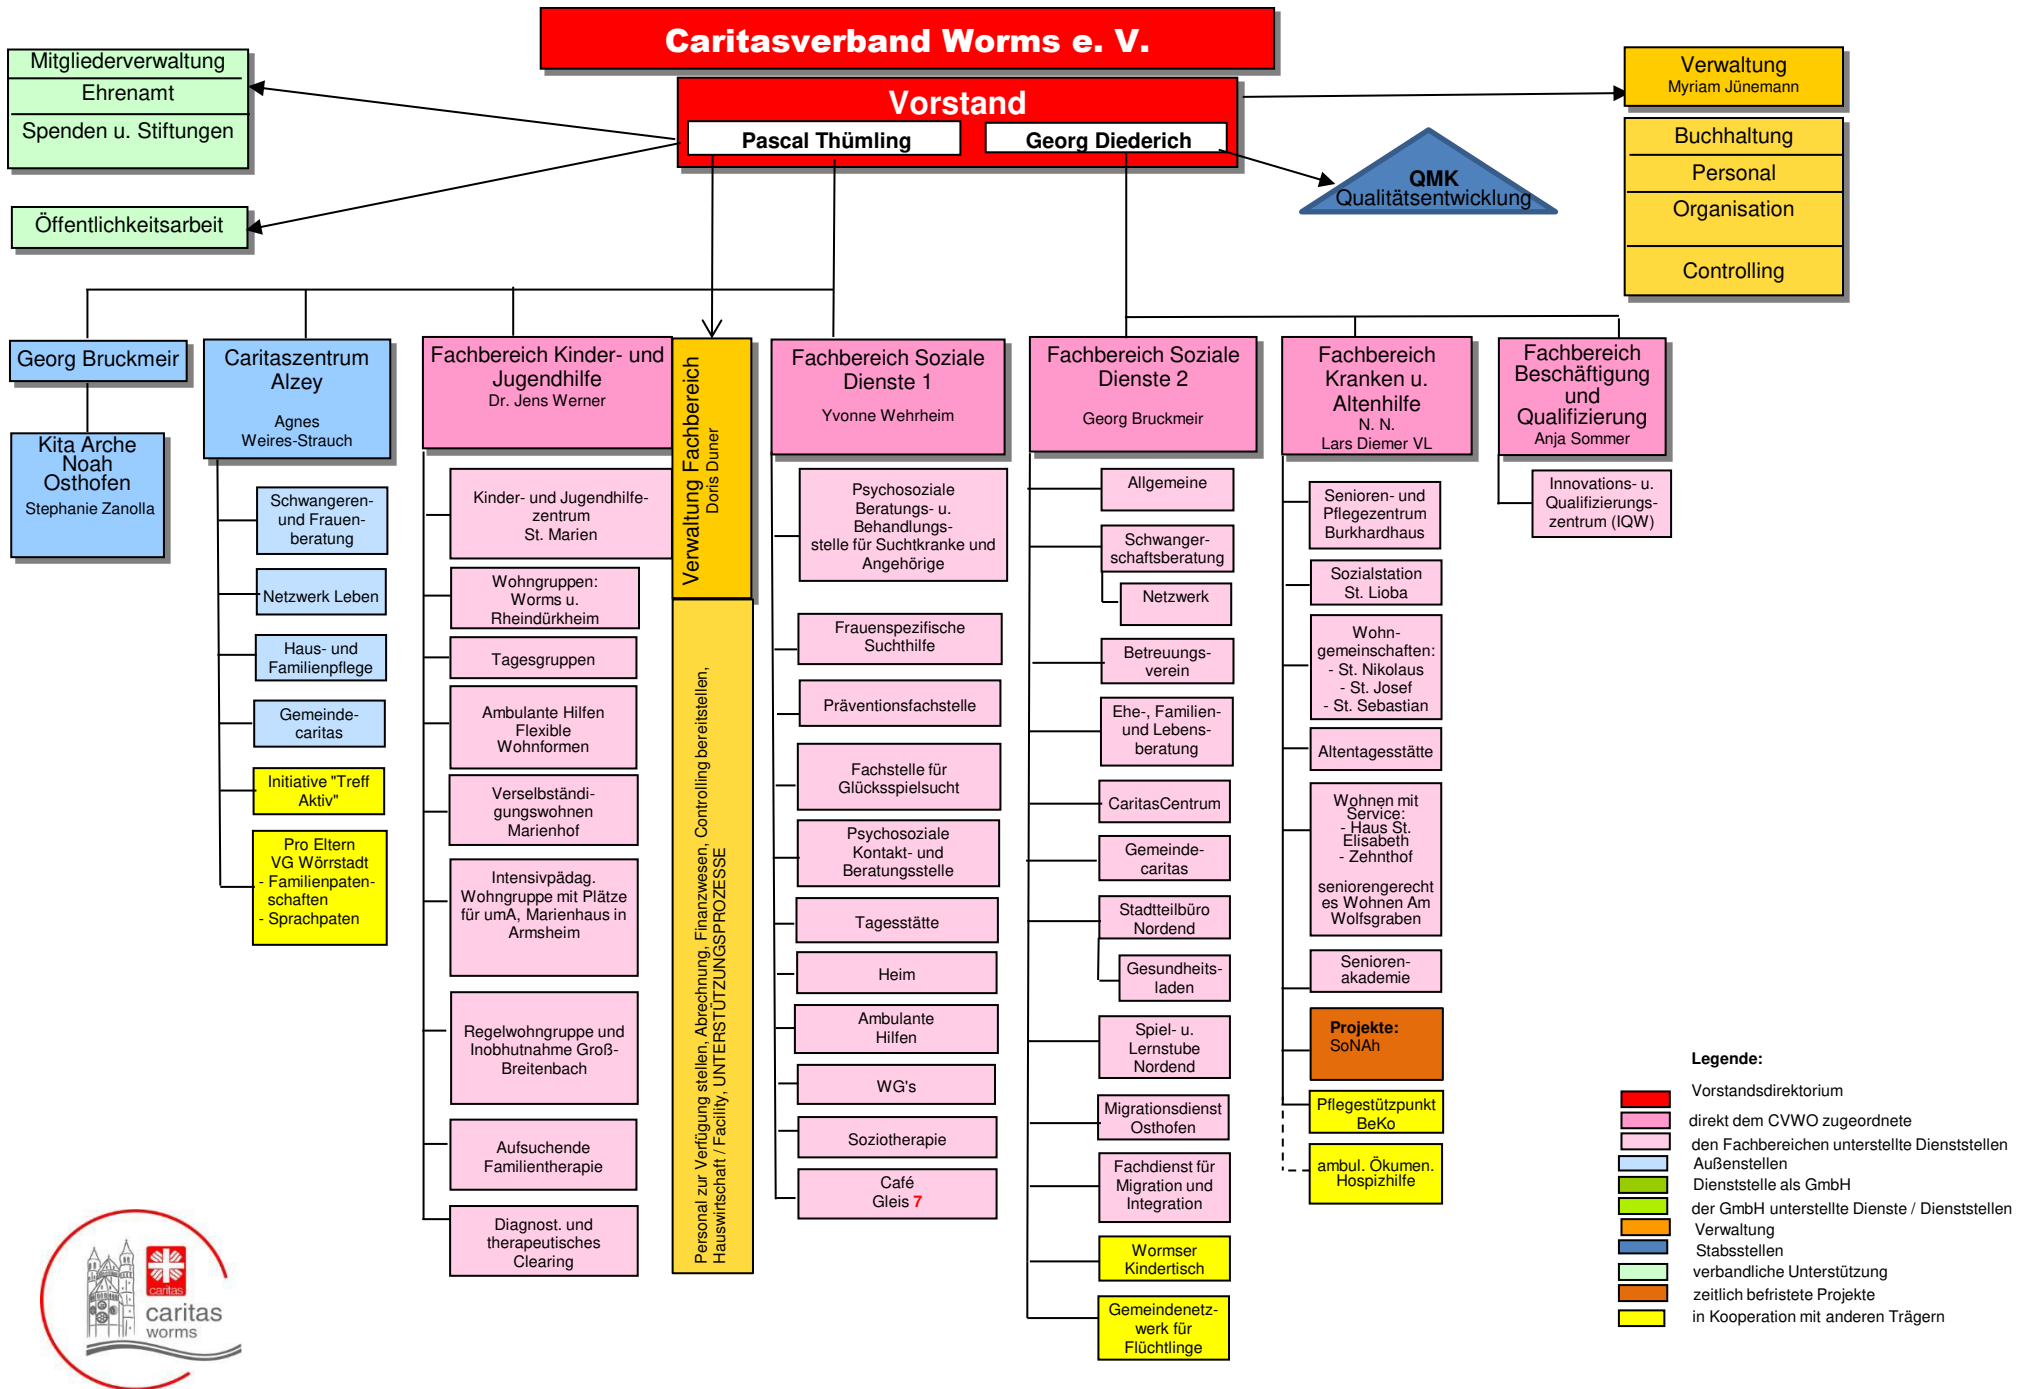 Caritasverband Worms e. V.
Vorstand
Pascal Thümling
Georg Diederich
Mitgliederverwaltung
Ehrenamt
Spenden u. Stiftungen
Öffentlichkeitsarbeit
QMK
Qualitätsentwicklung
Verwaltung
Myriam Jünemann
Buchhaltung
Personal
Organisation
Controlling
Georg Bruckmeir
Kita Arche
Noah
Osthofen
Stephanie Zanolla
Caritaszentrum
Alzey
Agnes
Weires-Strauch
Schwangeren-
und Frauen-
beratung
Netzwerk Leben
Haus- und
Familienpflege
Gemeinde-
caritas
Initiative "Treff
Aktiv"
Pro Eltern
VG Wörrstadt
- Familienpaten-
schaften
- Sprachpaten
Fachbereich Kinder- und
Jugendhilfe
Dr. Jens Werner
Kinder- und Jugendhilfe-
zentrum
St. Marien
Wohngruppen:
Worms u.
Rheindürkheim
Tagesgruppen
Ambulante Hilfen
Flexible
Wohnformen
Verselbständi-
gungswohnen
Marienhof
Intensivpädag.
Wohngruppe mit Plätze
für umA, Marienhaus in
Armsheim
Regelwohngruppe und
Inobhutnahme Groß-
Breitenbach
Aufsuchende
Familientherapie
Diagnost. und
therapeutisches
Clearing
Verwaltung Fachbereich
Doris Duner
Personal zur Verfügung stellen, Abrechnung, Finanzwesen, Controlling bereitstellen,
Hauswirtschaft / Facility, UNTERSTÜTZUNGSPROZESSE
Fachbereich Soziale
Dienste 1
Yvonne Wehrheim
Psychosoziale
Beratungs- u.
Behandlungs-
stelle für Suchtkranke und
Angehörige
Frauenspezifische
Suchthilfe
Präventionsfachstelle
Fachstelle für
Glücksspielsucht
Psychosoziale
Kontakt- und
Beratungsstelle
Tagesstätte
Heim
Ambulante
Hilfen
WG's
Soziotherapie
Café
Gleis 7
Fachbereich Soziale
Dienste 2
Georg Bruckmeir
Allgemeine
Schwanger-
schaftsberatung
Netzwerk
Betreuungs-
verein
Ehe-, Familien-
und Lebens-
beratung
CaritasCentrum
Gemeinde-
caritas
Stadtteilbüro
Nordend
Gesundheits-
laden
Spiel- u.
Lernstube
Nordend
Migrationsdienst
Osthofen
Fachdienst für
Migration und
Integration
Wormser
Kindertisch
Gemeindenetz-
werk für
Flüchtlinge
Fachbereich
Kranken u.
Altenhilfe
N. N.
Lars Diemer VL
Senioren- und
Pflegezentrum
Burkhardhaus
Sozialstation
St. Lioba
Wohn-
gemeinschaften:
- St. Nikolaus
- St. Josef
- St. Sebastian
Altentagesstätte
Wohnen mit
Service:
- Haus St.
Elisabeth
- Zehnthof
seniorengerecht
es Wohnen Am
Wolfsgraben
Senioren-
akademie
Projekte:
SoNAh
Pflegestützpunkt
BeKo
ambul. Ökumen.
Hospizhilfe
Fachbereich
Beschäftigung
und
Qualifizierung
Anja Sommer
Innovations- u.
Qualifizierungs-
zentrum (IQW)
Legende:
Vorstandsdirektorium
direkt dem CVWO zugeordnete
den Fachbereichen unterstellte Dienststellen
Außenstellen
Dienststelle als GmbH
der GmbH unterstellte Dienste / Dienststellen
Verwaltung
Stabsstellen
verbandliche Unterstützung
zeitlich befristete Projekte
in Kooperation mit anderen Trägern
caritas
caritas
worms